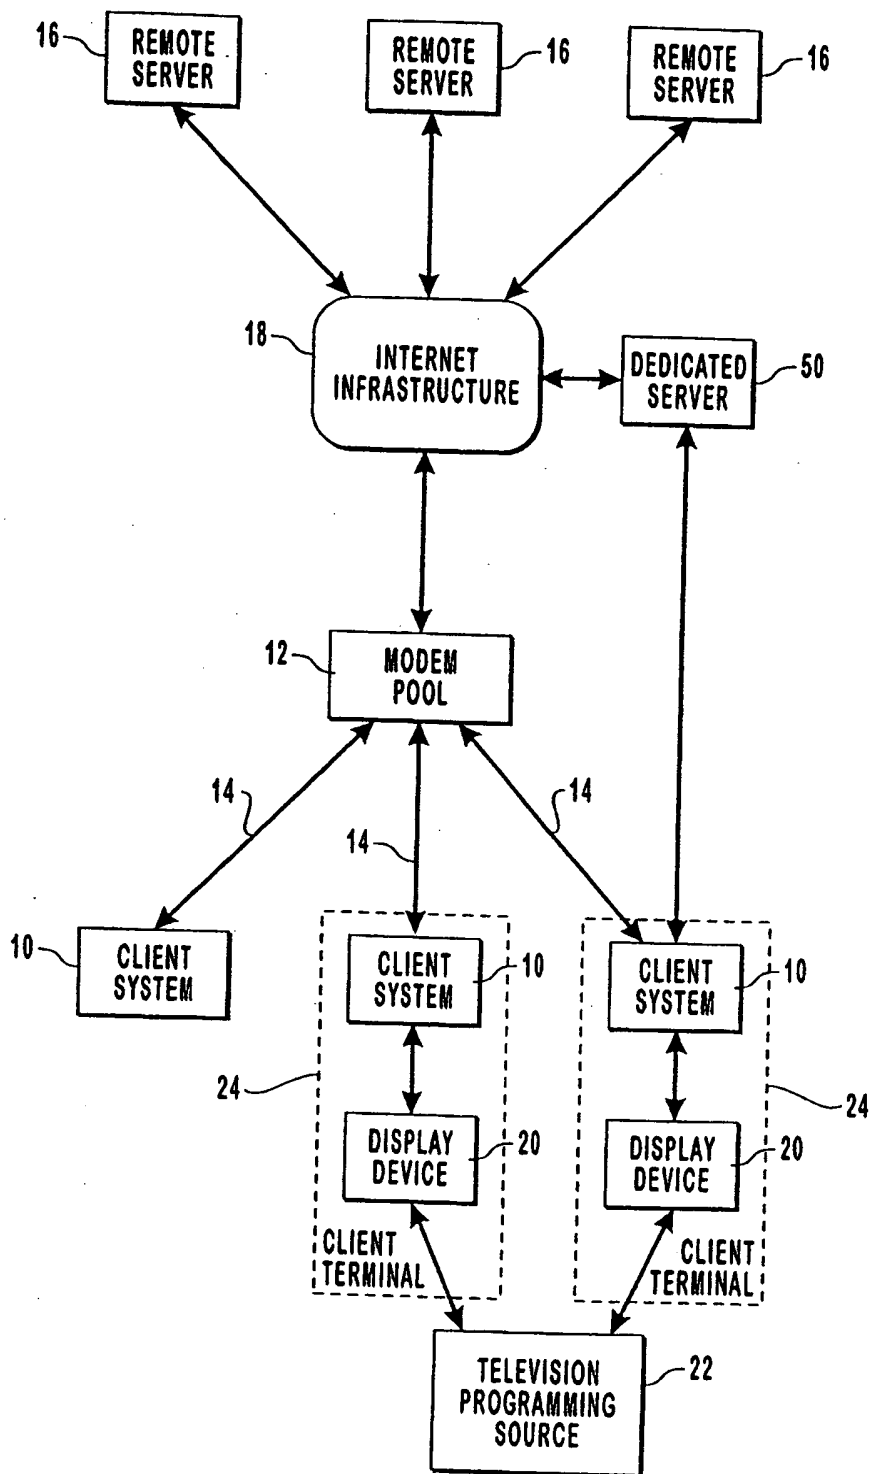 16
REMOTE
SERVER
REMOTE
SERVER
16
REMOTE
SERVER
16
18
INTERNET
INFRASTRUCTURE
DEDICATED
SERVER
50
12
MODEM
POOL
14
14
14
10
CLIENT
SYSTEM
CLIENT
SYSTEM
10
CLIENT
SYSTEM
10
24
DISPLAY
DEVICE
20
DISPLAY
DEVICE
20
24
CLIENT
TERMINAL
CLIENT
TERMINAL
TELEVISION
PROGRAMMING
SOURCE
22